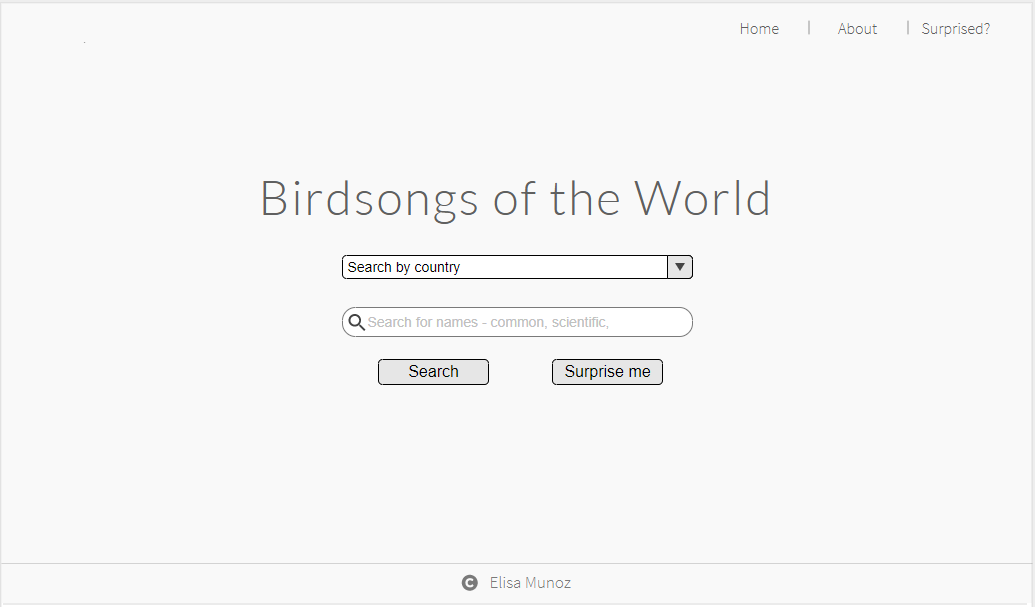 Home | About | Surprised?
Birdsongs of the World
Search by country
Search for names - common, scientific,
Search Surprise me
© Elisa Munoz